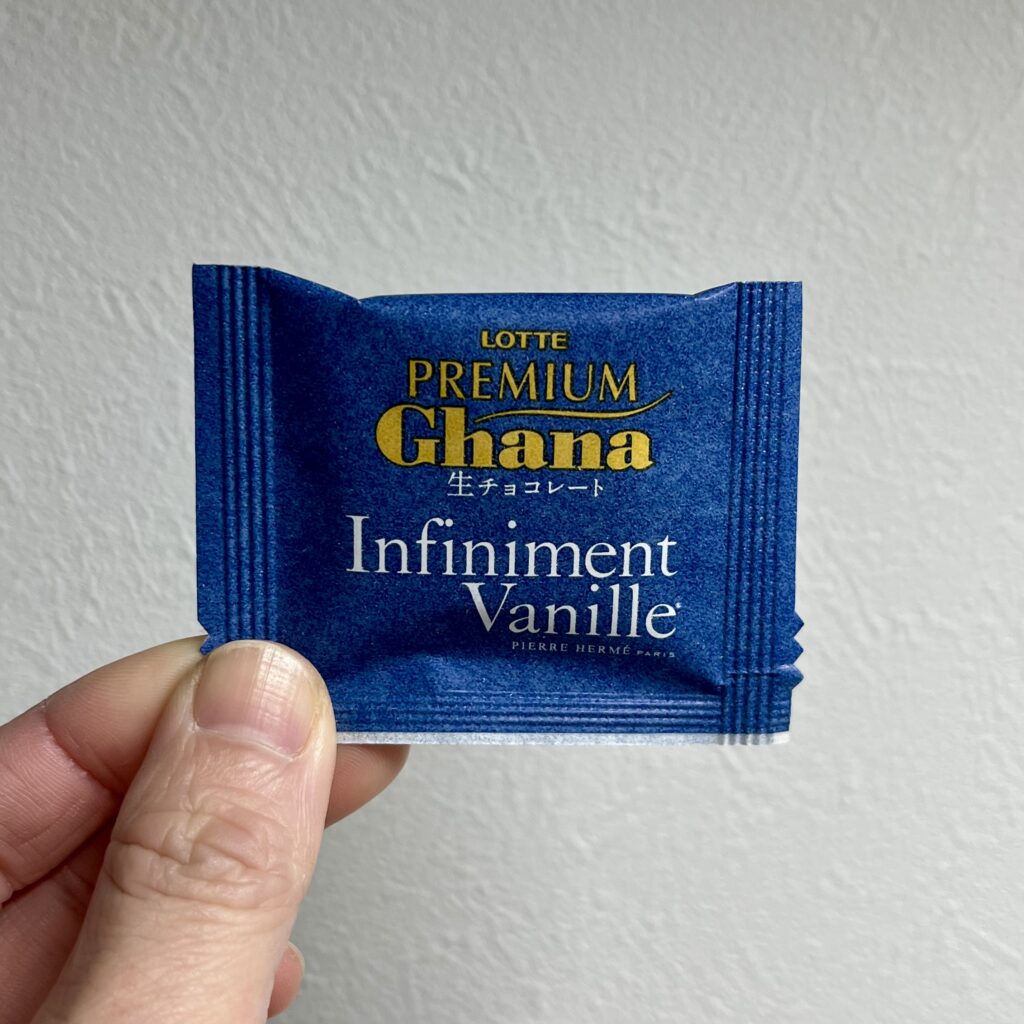 LOTTE
PREMIUM
Ghana
生チョコレート
Infiniment
Vanille
PIERRE HERMÉ PARIS